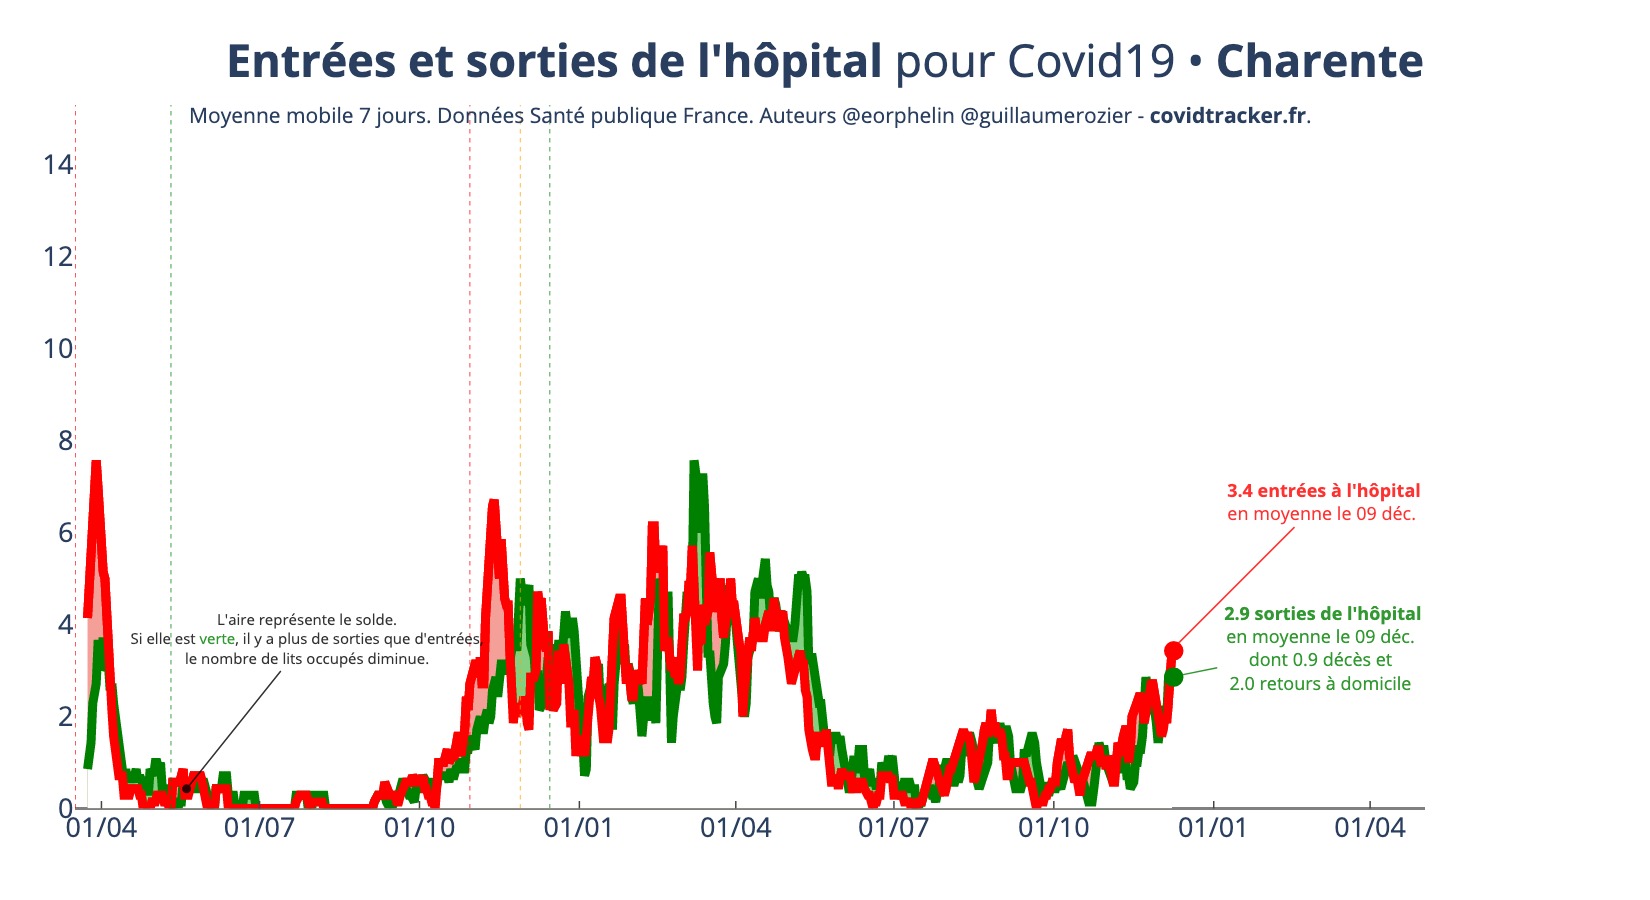 Entrées et sorties de l'hôpital pour Covid19 • Charente
Moyenne mobile 7 jours. Données Santé publique France. Auteurs @eorphelin @guillaumerozier - covidtracker.fr.
14
12
10
8
6
4
2
0
3.4 entrées à l'hôpital
en moyenne le 09 déc.
2.9 sorties de l'hôpital
en moyenne le 09 déc.
dont 0.9 décès et
2.0 retours à domicile
L'aire représente le solde.
Si elle est verte, il y a plus de sorties que d'entrées,
le nombre de lits occupés diminue.
01/04 01/07 01/10 01/01 01/04 01/07 01/10 01/01 01/04